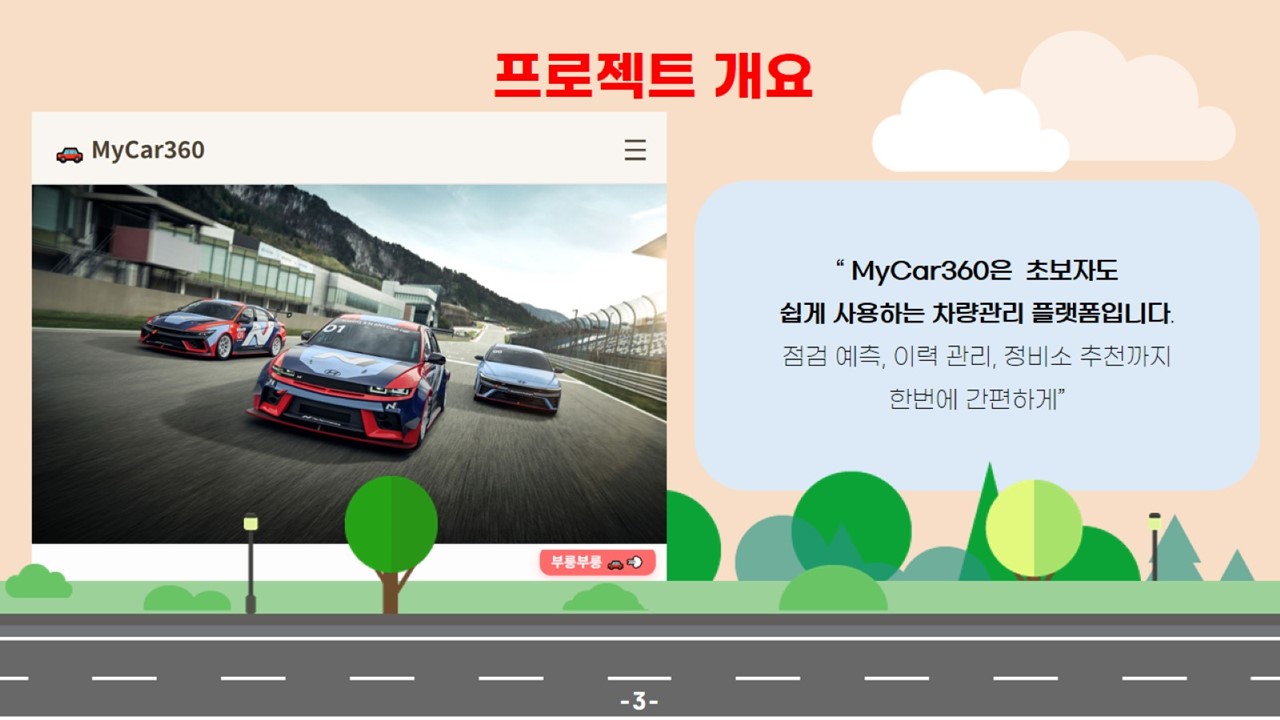 프로젝트 개요
MyCar360
01
N
N
“ MyCar360은 초보자도
쉽게 사용하는 차량관리 플랫폼입니다.
점검 예측, 이력 관리, 정비소 추천까지
한번에 간편하게”
부릉부릉
-3-